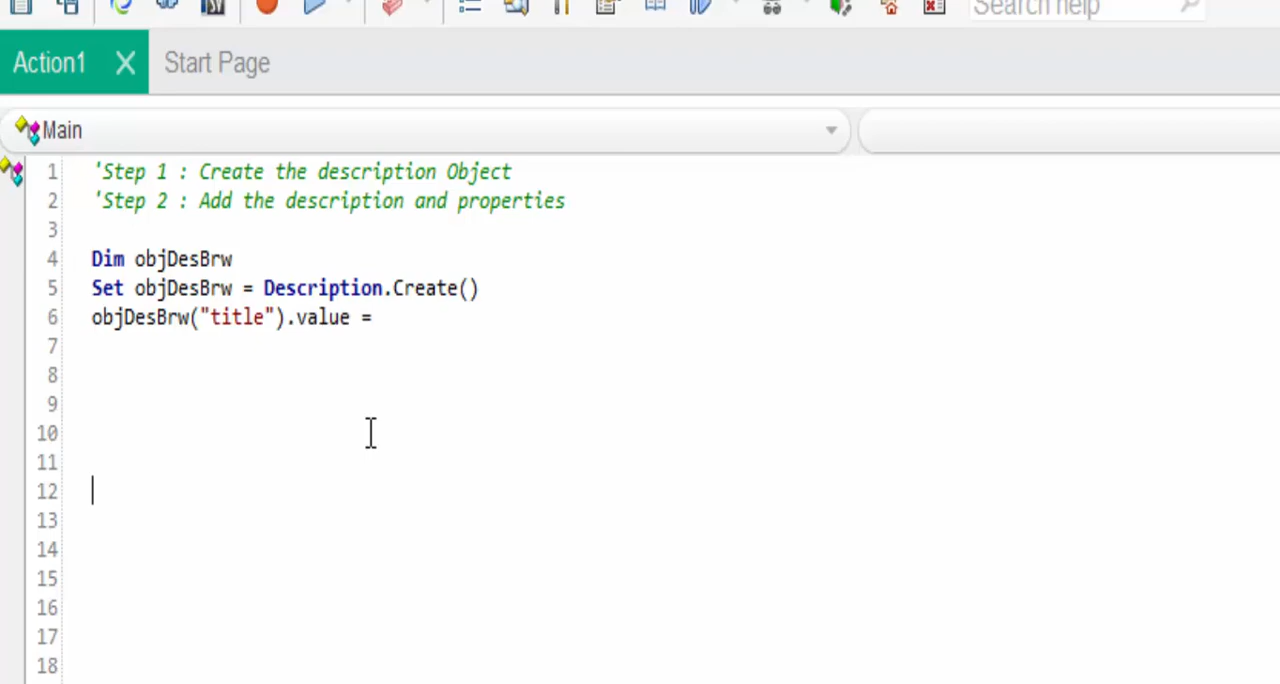 Search help
Action1
Start Page
Main
1 'Step 1 : Create the description Object
2 'Step 2 : Add the description and properties
3
4 Dim objDesBrw
5 Set objDesBrw = Description.Create()
6 objDesBrw("title").value =
7
8
9
10
11
12
13
14
15
16
17
18